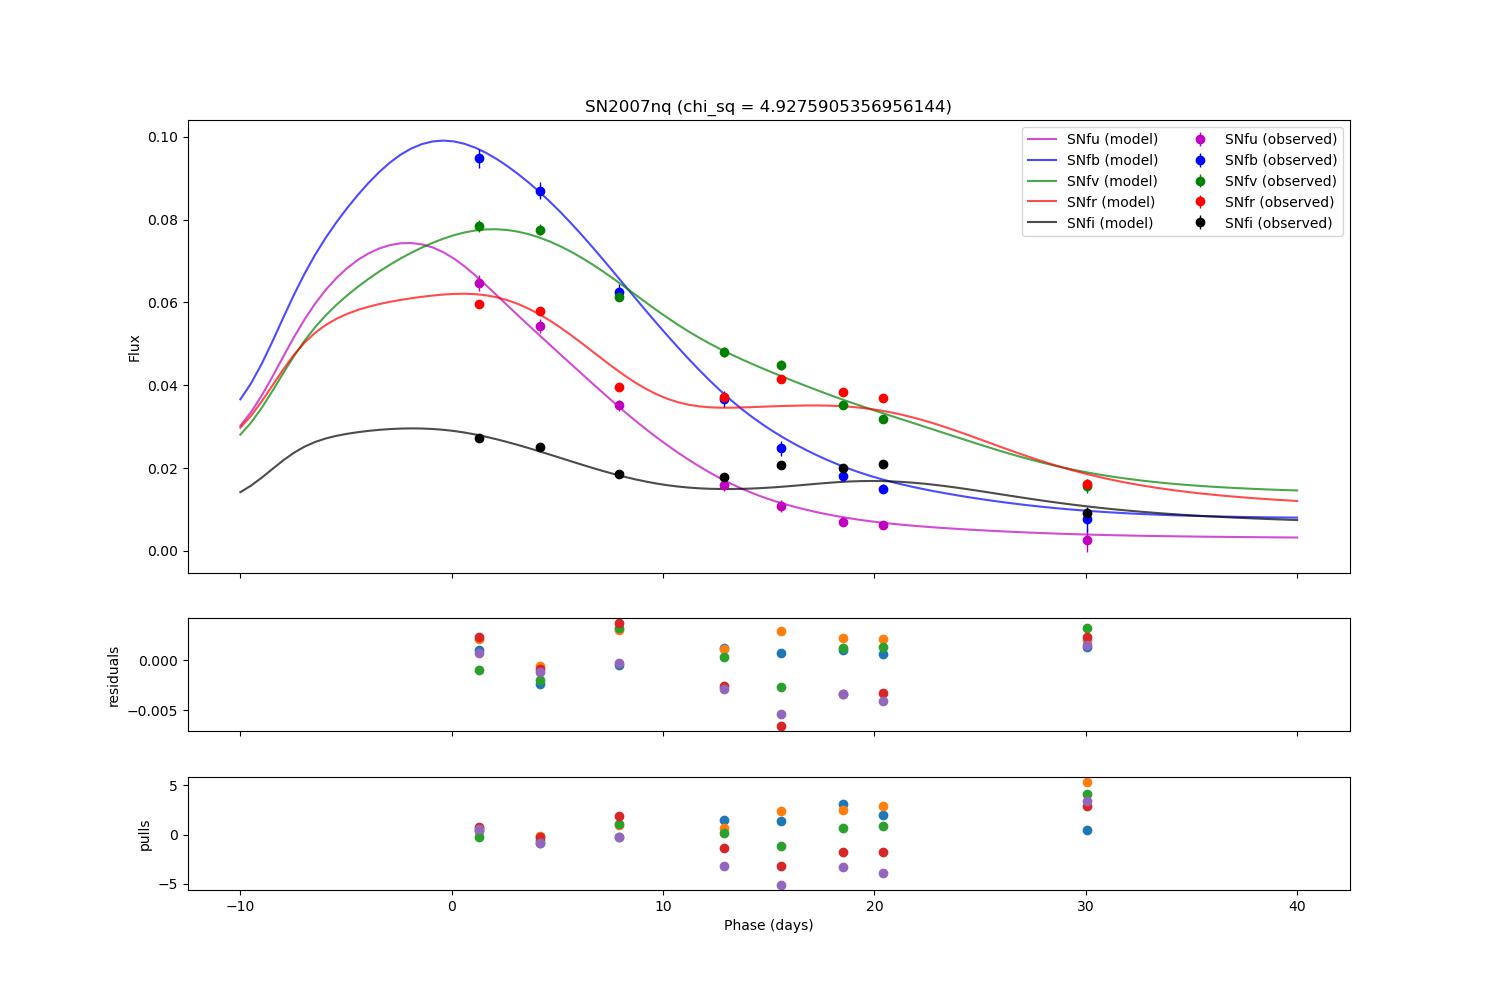 SN2007nq (chi_sq = 4.9275905356956144)
SNfu (model) SNfu (observed)
SNfb (model) SNfb (observed)
SNfv (model) SNfv (observed)
SNfr (model) SNfr (observed)
SNfi (model) SNfi (observed)
0.10
0.08
0.06
0.04
0.02
0.00
Flux
0.000
−0.005
residuals
5
0
−5
pulls
−10 0 10 20 30 40
Phase (days)